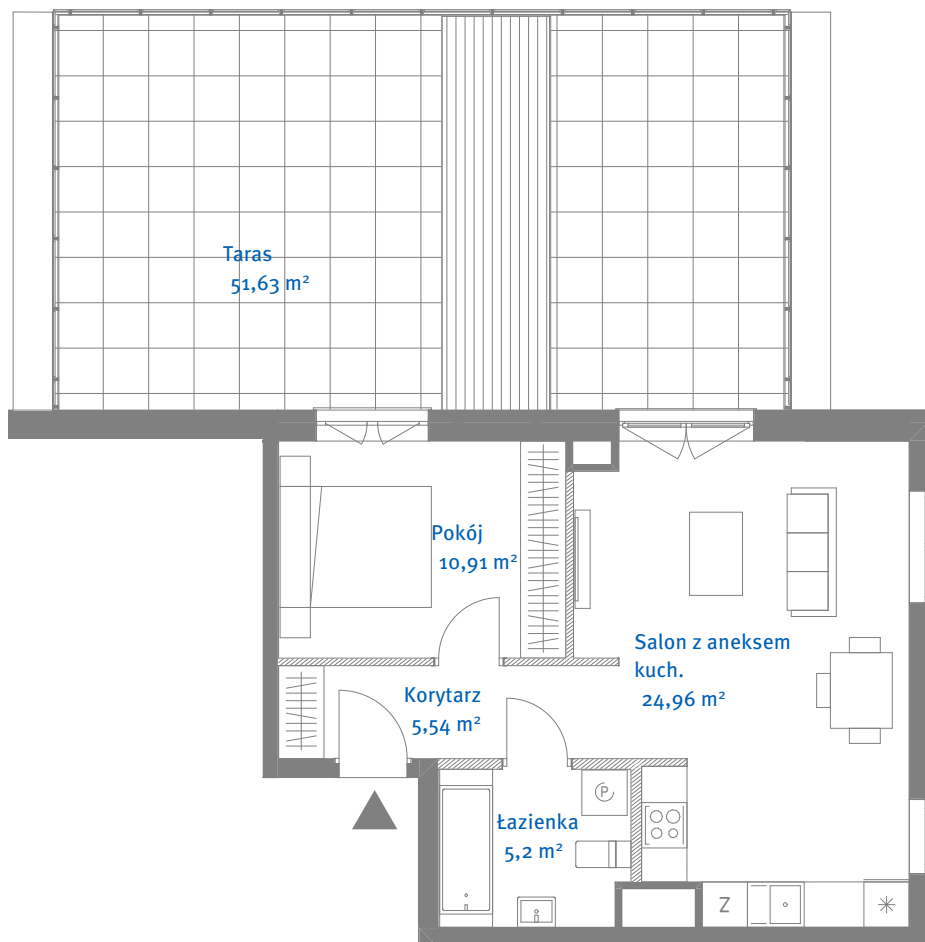 Taras
51,63 m²
Pokój
10,91 m²
Salon z aneksem
kuch.
24,96 m²
Korytarz
5,54 m²
P
Łazienka
5,2 m²
Z